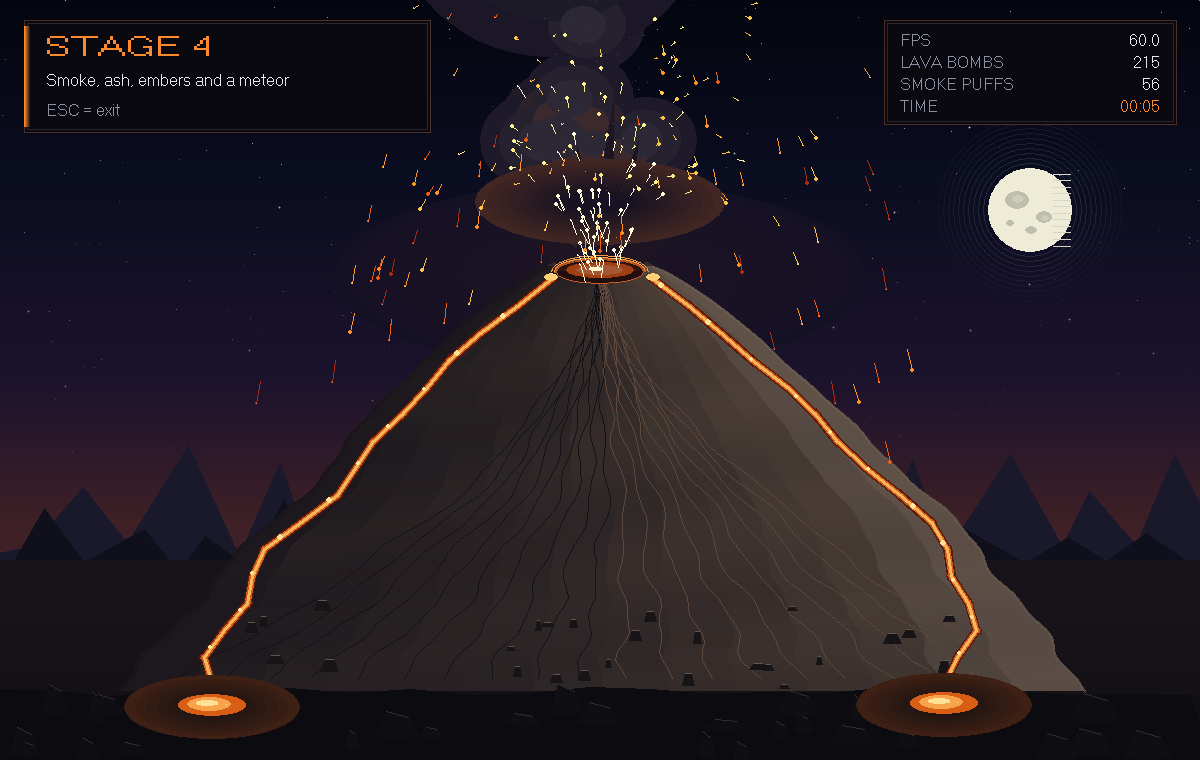 STAGE 4
Smoke, ash, embers and a meteor
ESC = exit
FPS 60.0
LAVA BOMBS 215
SMOKE PUFFS 56
TIME 00:05